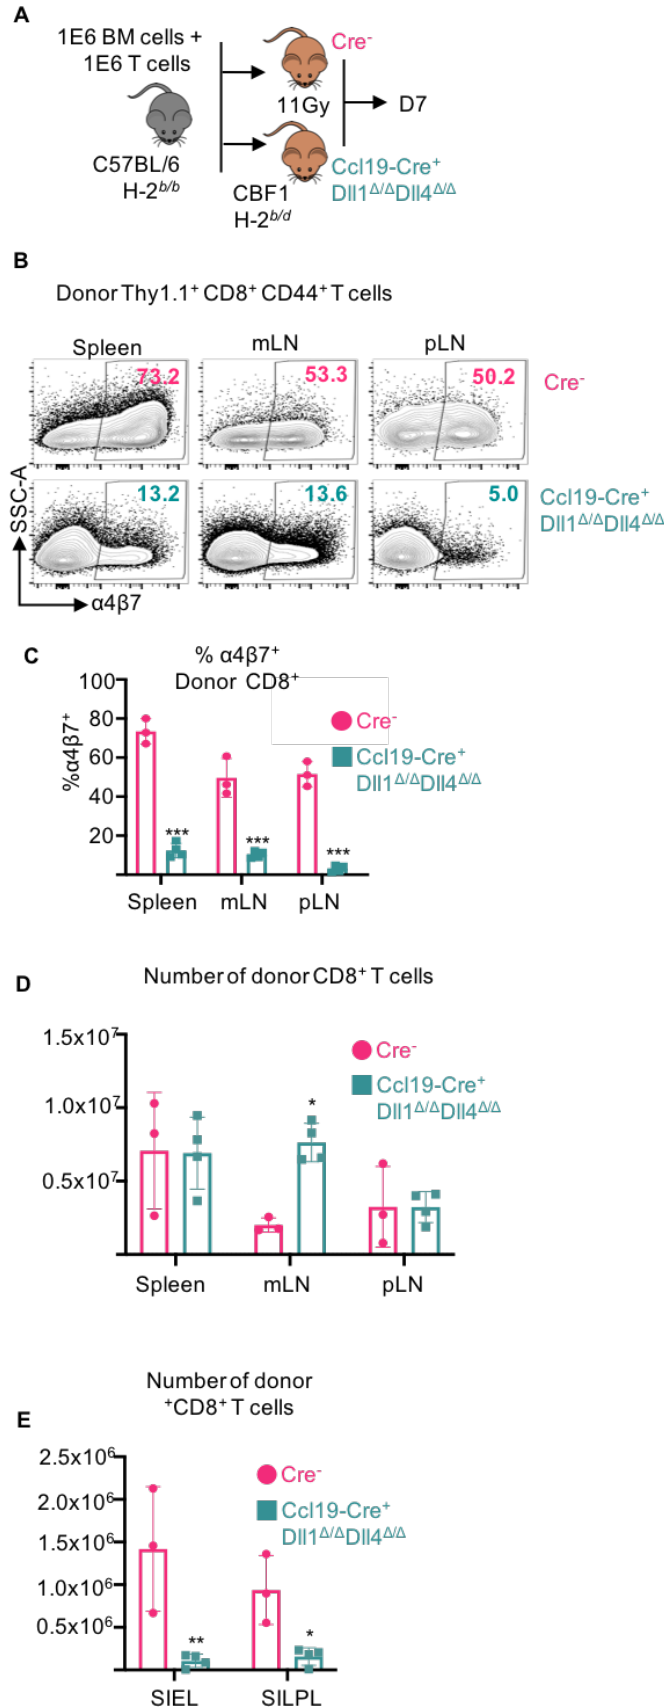 A
1E6 BM cells +
1E6 T cells
Cre⁻
11Gy
D7
C57BL/6
H-2ᵇ/ᵇ
CBF1
H-2ᵇ/ᵈ
Ccl19-Cre⁺
Dll1Δ/ΔDll4Δ/Δ
B
Donor Thy1.1⁺ CD8⁺ CD44⁺ T cells
Spleen mLN pLN
73.2 53.3 50.2 Cre⁻
13.2 13.6 5.0 Ccl19-Cre⁺
Dll1Δ/ΔDll4Δ/Δ
SSC-A
α4β7
C
% α4β7⁺
Donor CD8⁺
%α4β7⁺
100
80
60
40
20
Cre⁻
Ccl19-Cre⁺
Dll1Δ/ΔDll4Δ/Δ
*** *** ***
Spleen mLN pLN
D
Number of donor CD8⁺ T cells
1.5x10⁷
1.0x10⁷
0.5x10⁷
Cre⁻
Ccl19-Cre⁺
Dll1Δ/ΔDll4Δ/Δ
*
Spleen mLN pLN
E
Number of donor
⁺CD8⁺ T cells
2.5x10⁶
2.0x10⁶
1.5x10⁶
1.0x10⁶
0.5x10⁶
Cre⁻
Ccl19-Cre⁺
Dll1Δ/ΔDll4Δ/Δ
** *
SIEL SILPL